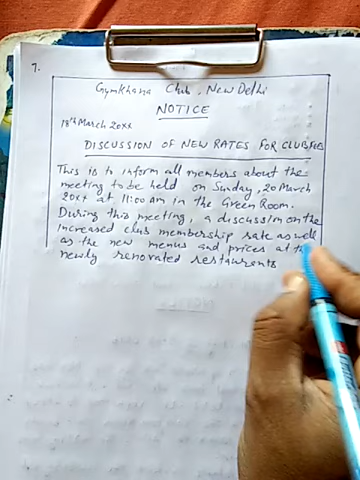 7.
Gymkhana Club, New Delhi
NOTICE
18th March 20xx
DISCUSSION OF NEW RATES FOR CLUB FEE
This is to inform all members about the
meeting to be held on Sunday, 20 March
20xx at 11:00 am in the Green Room.
During this meeting, a discussion on the
increased club membership rate as well
as the new menus and prices at the
newly renovated restaurents